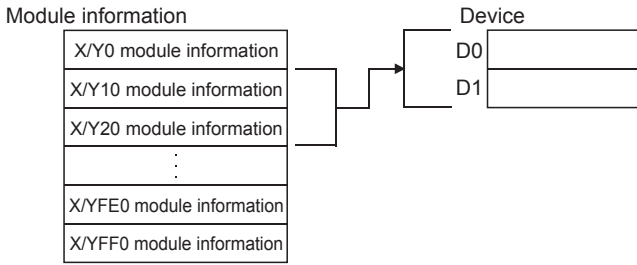 Module information
Device
X/Y0 module information
D0
X/Y10 module information
D1
X/Y20 module information
X/YFE0 module information
X/YFF0 module information